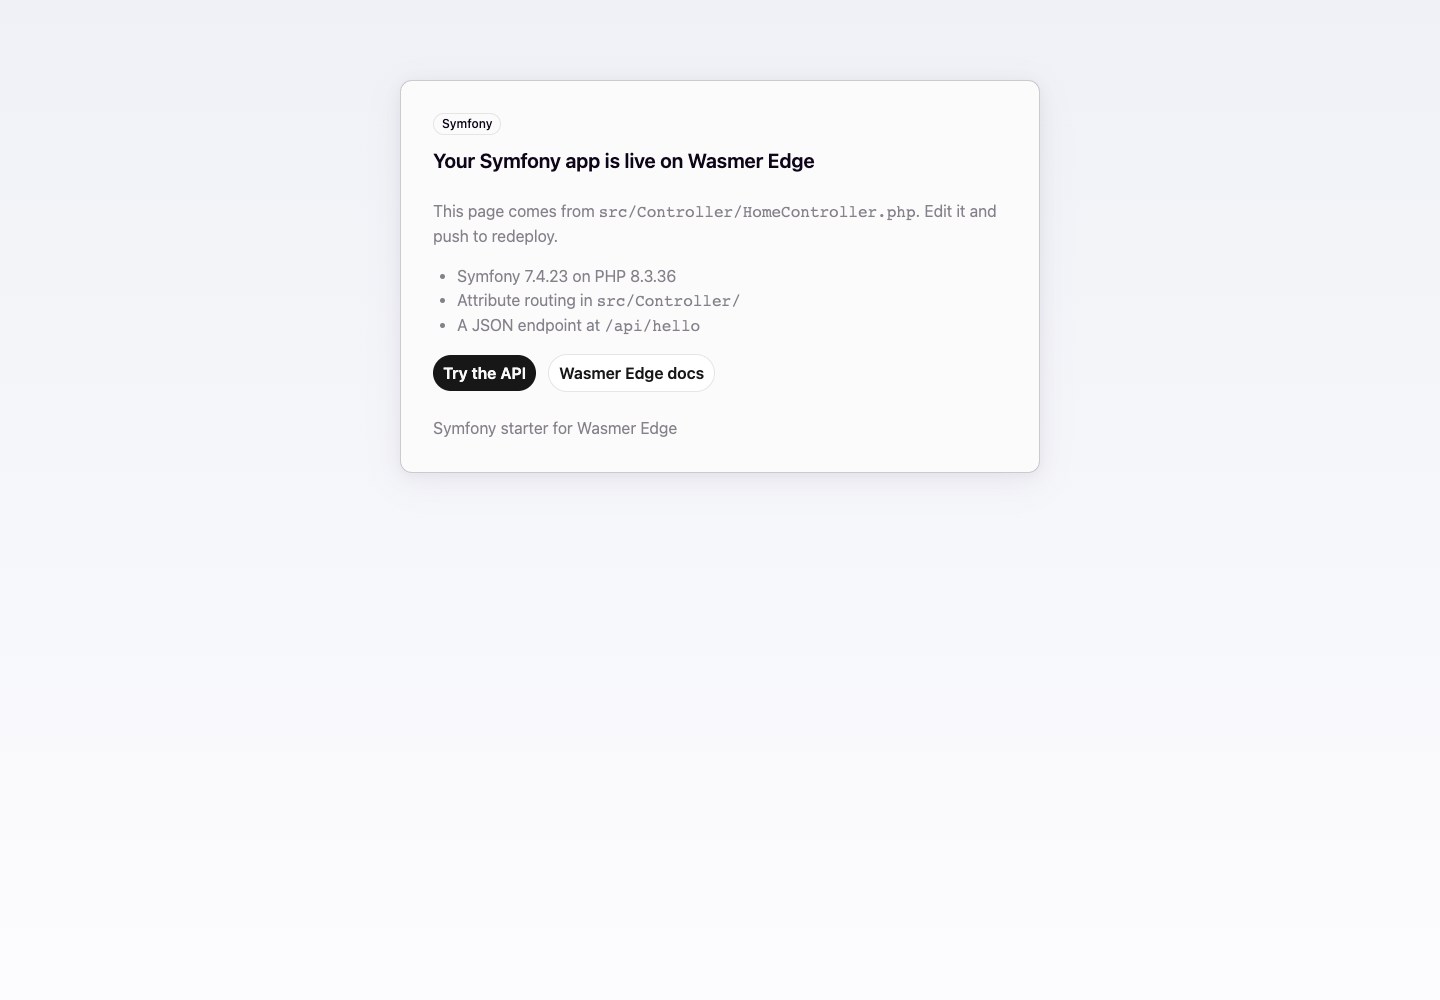 Symfony
Your Symfony app is live on Wasmer Edge
This page comes from src/Controller/HomeController.php. Edit it and
push to redeploy.
• Symfony 7.4.23 on PHP 8.3.36
• Attribute routing in src/Controller/
• A JSON endpoint at /api/hello
Try the API
Wasmer Edge docs
Symfony starter for Wasmer Edge